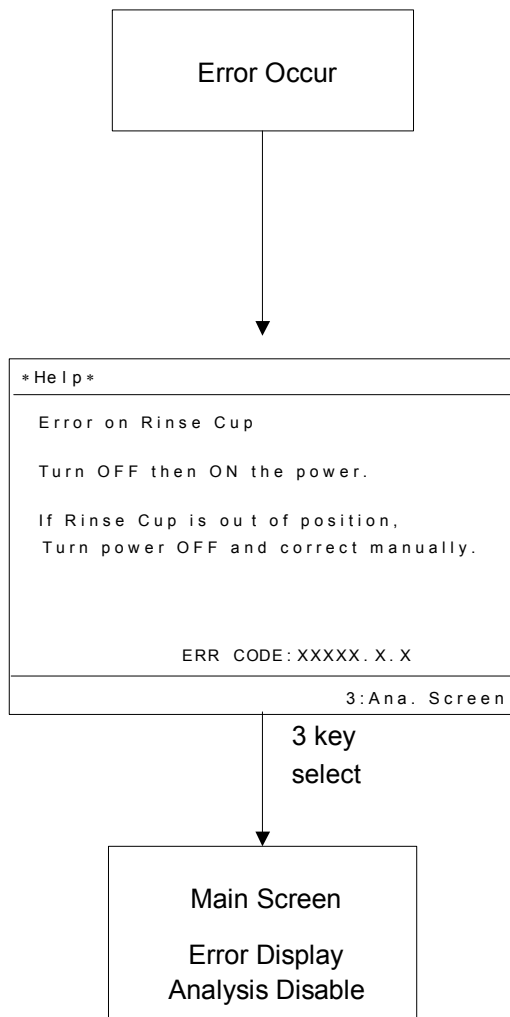 Error Occur
*Help*
Error on Rinse Cup
Turn OFF then ON the power.
If Rinse Cup is out of position,
Turn power OFF and correct manually.
ERR CODE:XXXXX.X.X
3:Ana. Screen
3 key
select
Main Screen
Error Display
Analysis Disable